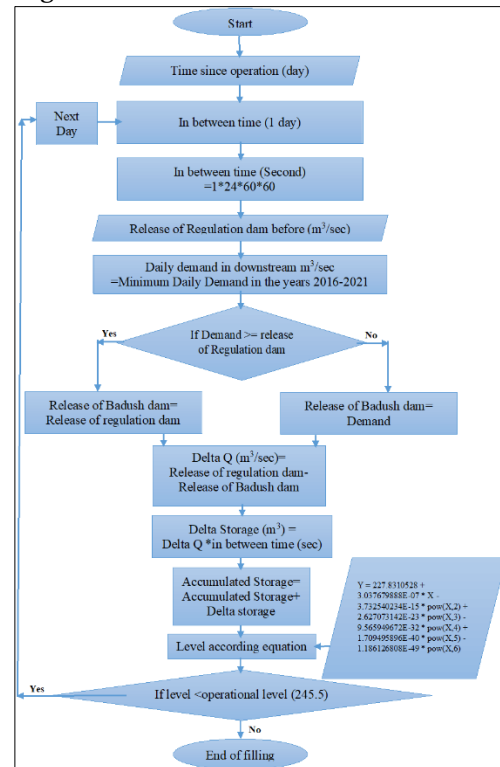 Start
Time since operation (day)
Next
Day
In between time (1 day)
In between time (Second)
=1*24*60*60
Release of Regulation dam before (m³/sec)
Daily demand in downstream m³/sec
=Minimum Daily Demand in the years 2016-2021
Yes
If Demand >= release
of Regulation dam
No
Release of Badush dam=
Release of regulation dam
Release of Badush dam=
Demand
Delta Q (m³/sec)=
Release of regulation dam-
Release of Badush dam
Delta Storage (m³) =
Delta Q *in between time (sec)
Accumulated Storage=
Accumulated Storage+
Delta storage
Y = 227.8310528 +
3.037679888E-07 * X -
3.732540234E-15 * pow(X,2) +
2.627073142E-23 * pow(X,3) -
9.565949672E-32 * pow(X,4) +
1.709495896E-40 * pow(X,5) -
1.186126808E-49 * pow(X,6)
Level according equation
Yes
If level <operational level (245.5)
No
End of filling